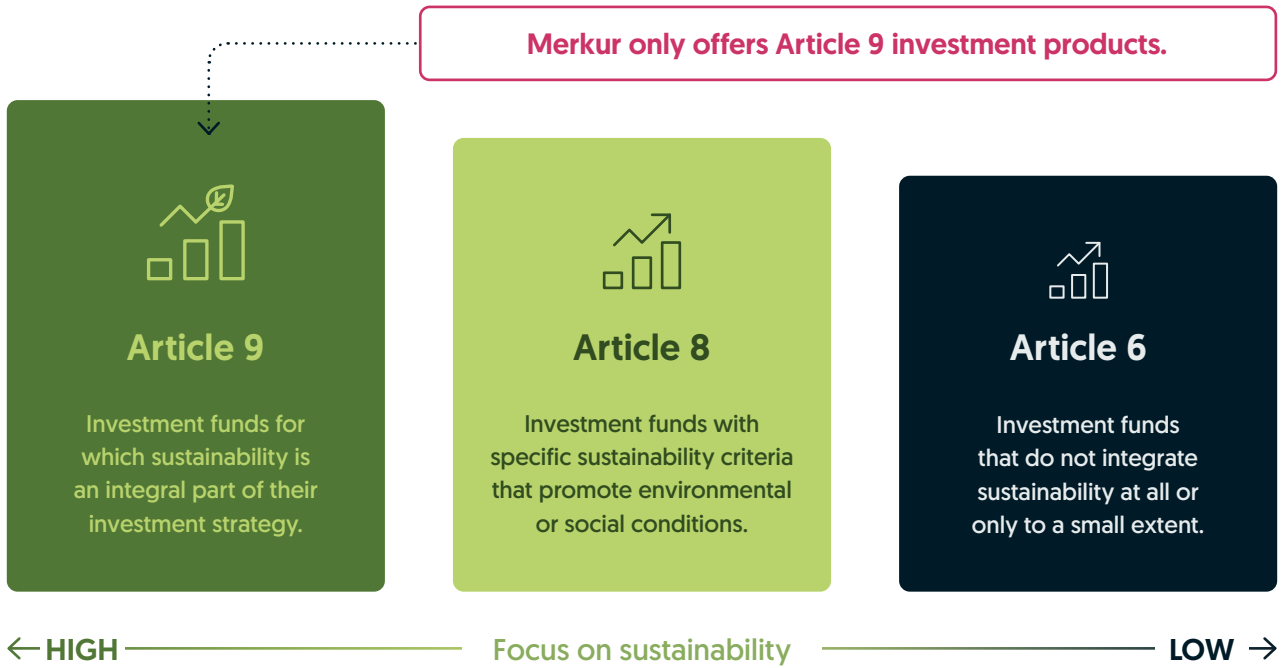 Merkur only offers Article 9 investment products.
Article 9
Investment funds for
which sustainability is
an integral part of their
investment strategy.
Article 8
Investment funds with
specific sustainability criteria
that promote environmental
or social conditions.
Article 6
Investment funds
that do not integrate
sustainability at all or
only to a small extent.
HIGH
Focus on sustainability
LOW